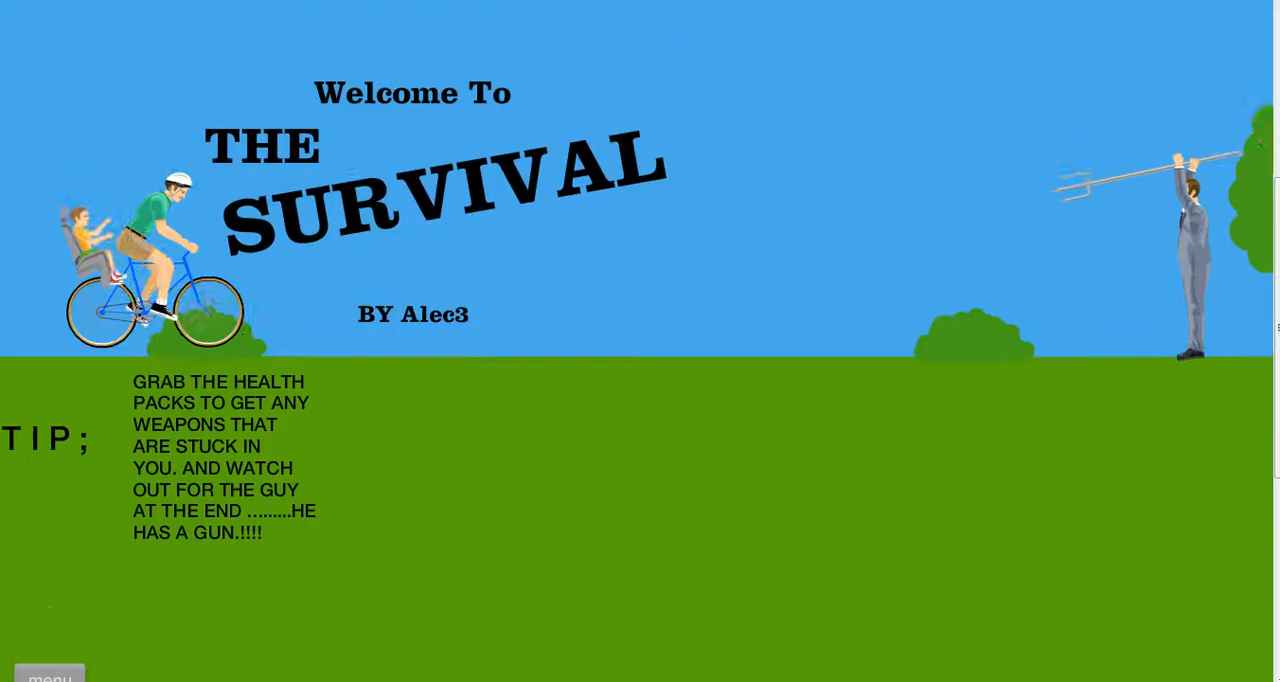 Welcome To
THE
SURVIVAL
BY Alec3
TIP;
GRAB THE HEALTH
PACKS TO GET ANY
WEAPONS THAT
ARE STUCK IN
YOU. AND WATCH
OUT FOR THE GUY
AT THE END .........HE
HAS A GUN.!!!!
menu